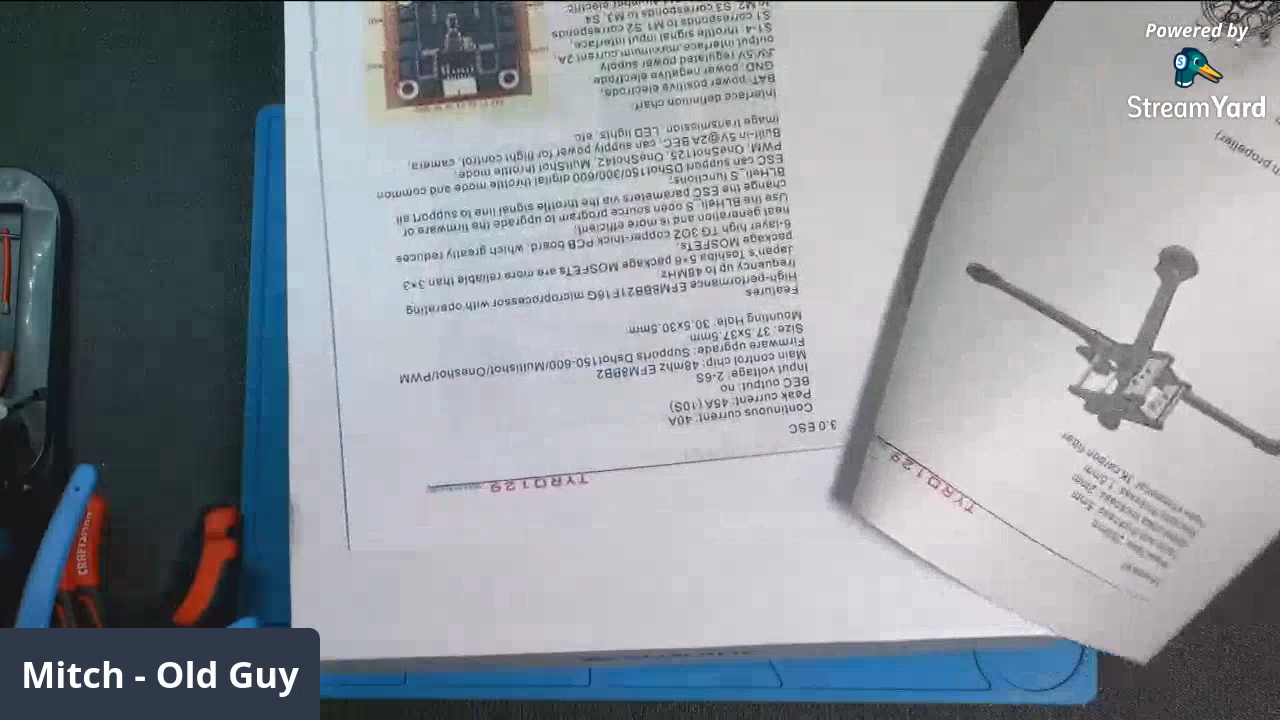 Powered by
StreamYard
TYRO129
3.0 ESC
Continuous current: 40A
Peak current: 45A (10S)
BEC output: no
Input voltage: 2-6S
Main control chip: 48mhz EFM8BB2
Firmware upgrade: Supports Dshot150-600/Multishot/Oneshot/PWM
Size: 37.5x37.5mm
Mounting Hole: 30.5x30.5mm
Features
High-performance EFM8BB21F16G microprocessor with operating
frequency up to 48MHz
Japan's Toshiba 5*6 package MOSFETs are more reliable than 3*3
package MOSFETs.
6-layer high TG 3OZ copper-thick PCB board, which greatly reduces
heat generation and is more efficient;
Use the BLHeli_S open source program to upgrade the firmware or
change the ESC parameters via the throttle signal line to support all
BLHeli_S functions;
ESC can support DShot150/300/600 digital throttle mode and common
PWM, OneShot125, OneShot42, MultShot throttle mode;
Built-in 5V@2A BEC, can supply power for flight control, camera,
image transmission, LED lights, etc.
Interface definition chart:
BAT: power positive electrode,
GND: power negative electrode
5V:5V regulated power supply
output interface maximum current 2A,
S1-4: throttle signal input interface,
S1 corresponds to M1, S2 corresponds
to M2, S3 corresponds to M3, S4
TYRO129
3K carbon fiber
propeller)
CRAFTSMAN
Mitch - Old Guy